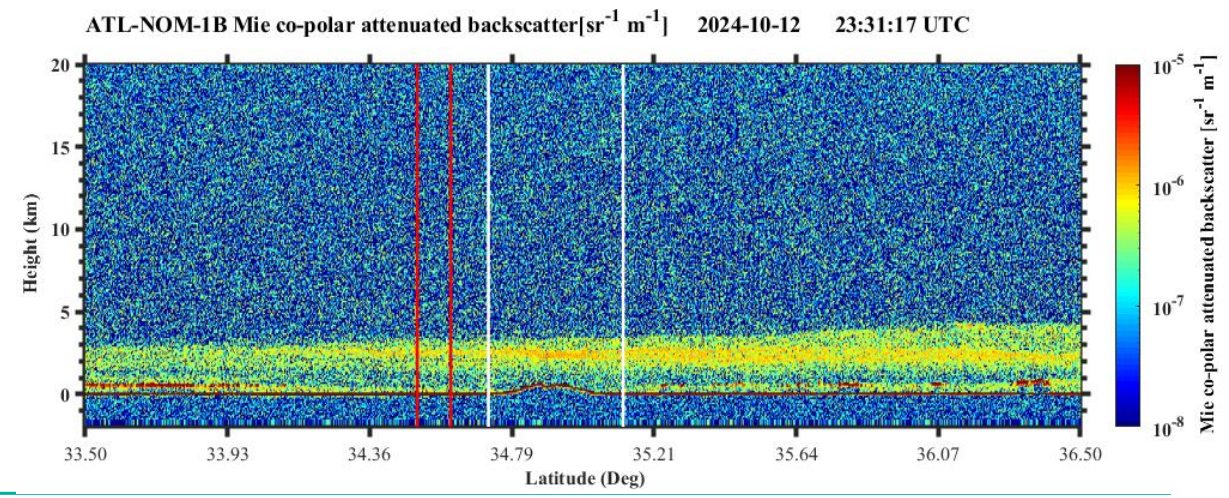 ATL-NOM-1B Mie co-polar attenuated backscatter[sr⁻¹ m⁻¹] 2024-10-12 23:31:17 UTC
20
15
10
5
0
Height (km)
33.50 33.93 34.36 34.79 35.21 35.64 36.07 36.50
Latitude (Deg)
10⁻⁵
10⁻⁶
10⁻⁷
10⁻⁸
Mie co-polar attenuated backscatter [sr⁻¹ m⁻¹]